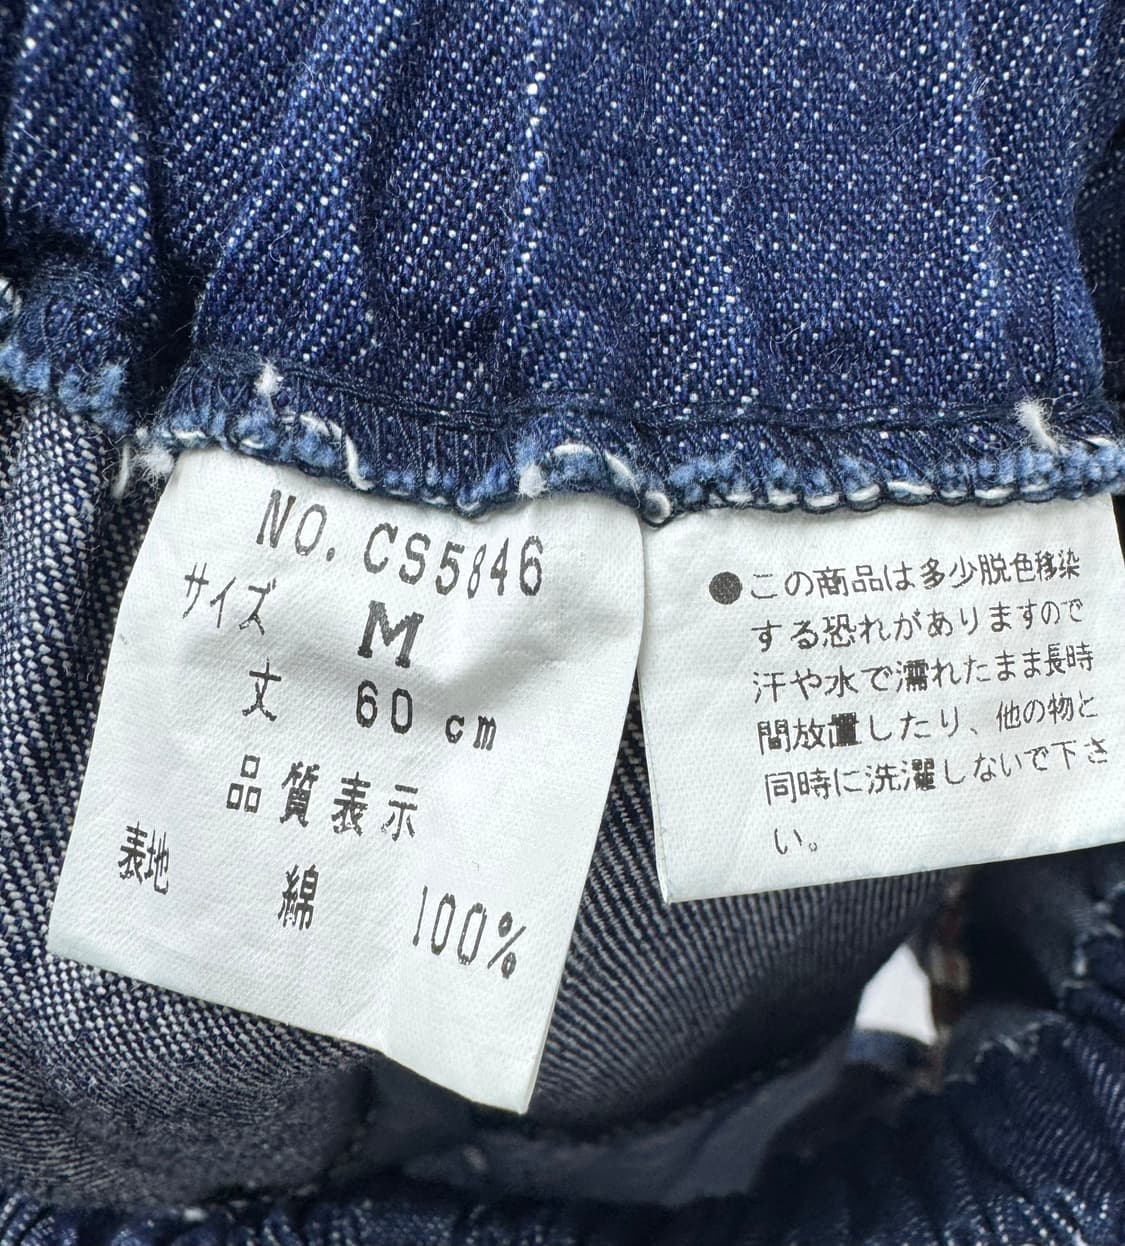 NO. CS5846
サイズ M
丈 60 cm
品質表示
表地 綿 100%
●この商品は多少脱色移染
する恐れがありますので
汗や水で濡れたまま長時
間放置したり、他の物と
同時に洗濯しないで下さ
い。